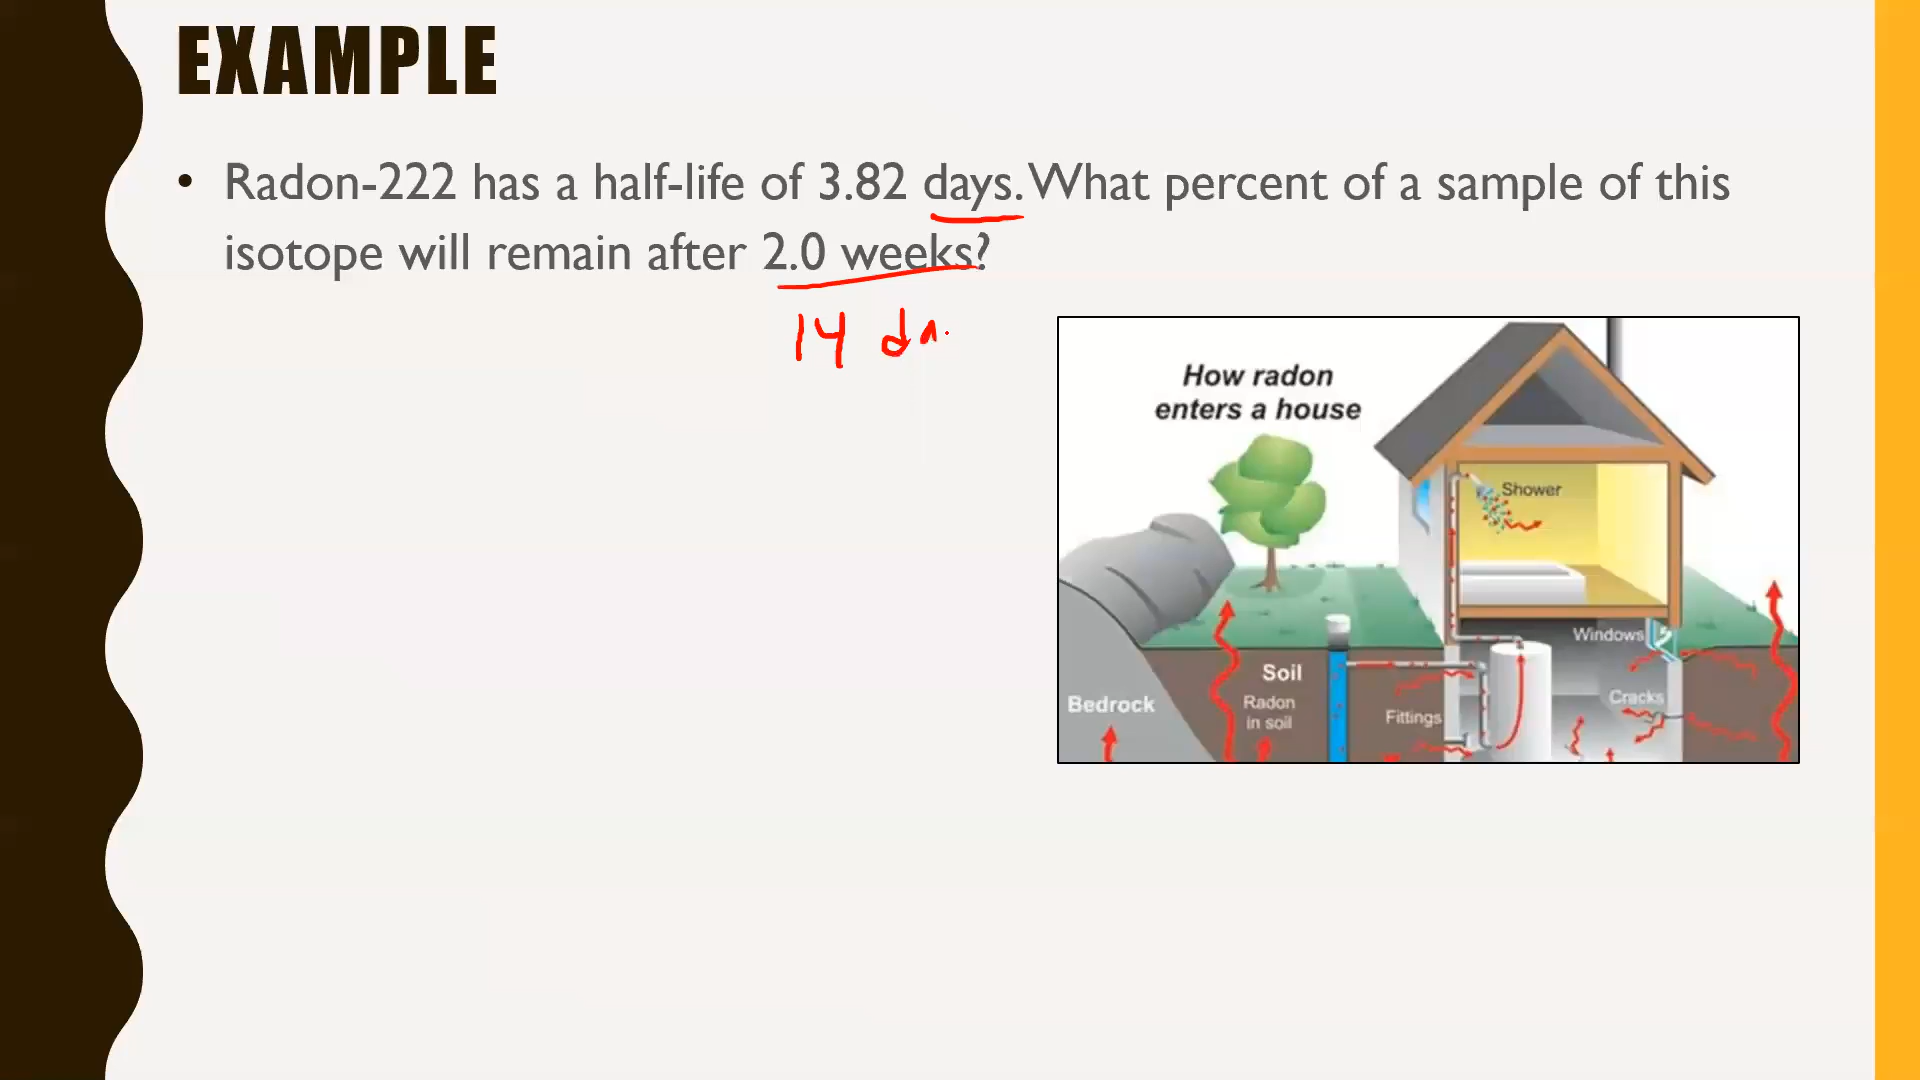 EXAMPLE
• Radon-222 has a half-life of 3.82 days. What percent of a sample of this
isotope will remain after 2.0 weeks?
14 da
How radon
enters a house
Shower
Windows
Soil
Bedrock
Radon
in soil
Fittings
Cracks